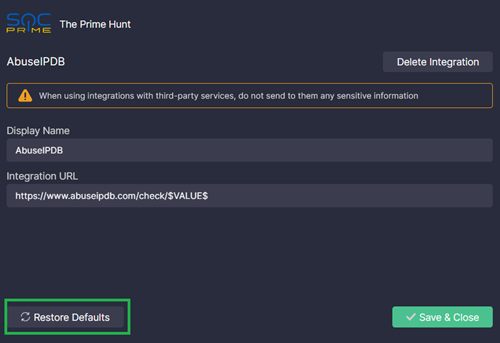 SOC PRIME
The Prime Hunt
AbuseIPDB
Delete Integration
When using integrations with third-party services, do not send to them any sensitive information
Display Name
AbuseIPDB
Integration URL
https://www.abuseipdb.com/check/$VALUE$
Restore Defaults
Save & Close